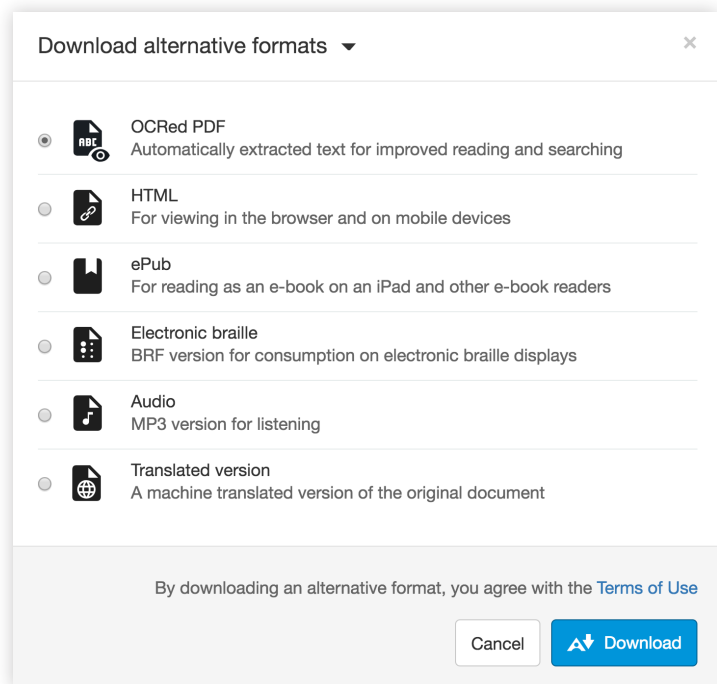 Download alternative formats
ABC
OCRed PDF
Automatically extracted text for improved reading and searching
HTML
For viewing in the browser and on mobile devices
ePub
For reading as an e-book on an iPad and other e-book readers
Electronic braille
BRF version for consumption on electronic braille displays
Audio
MP3 version for listening
Translated version
A machine translated version of the original document
By downloading an alternative format, you agree with the Terms of Use
Cancel
Download